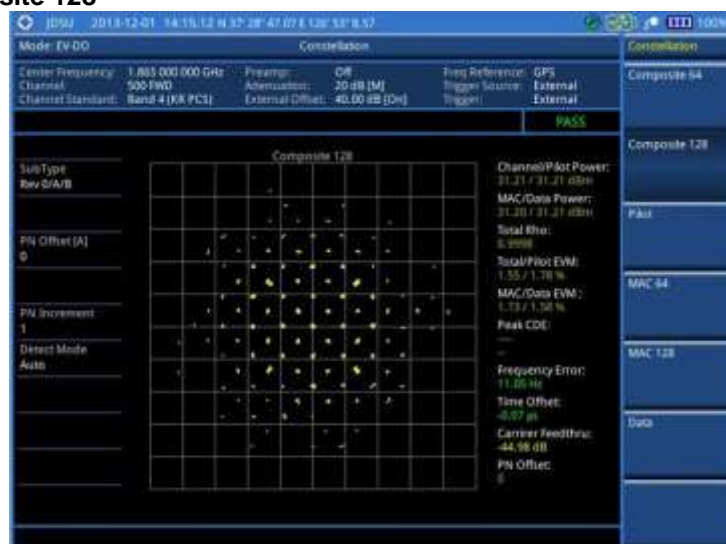 JDSU 2013-12-01 14:15:12 N 37° 28' 47.07 E 126° 53' 8.57 100%
Mode: EV-DO Constellation Constellation
Center Frequency: 1.865 000 000 GHz Preamp: Off Freq Reference: GPS
Channel: 500 FWD Attenuation: 20 dB [M] Trigger Source: External
Channel Standard: Band 4 (KR PCS) External Offset: 40.00 dB [On] Trigger: External
PASS
Composite 64
Composite 128
Pilot
MAC 64
MAC 128
Data
Composite 128
SubType
Rev 0/A/B
PN Offset [A]
0
PN Increment
1
Detect Mode
Auto
Channel/Pilot Power:
31.21 / 31.21 dBm
MAC/Data Power:
31.20 / 31.21 dBm
Total Rho:
0.9998
Total/Pilot EVM:
1.55 / 1.78 %
MAC/Data EVM :
1.73 / 1.50 %
Peak CDE:
---
--
Frequency Error:
11.05 Hz
Time Offset:
-0.07 µs
Carrirer Feedthru:
-44.98 dB
PN Offset:
0